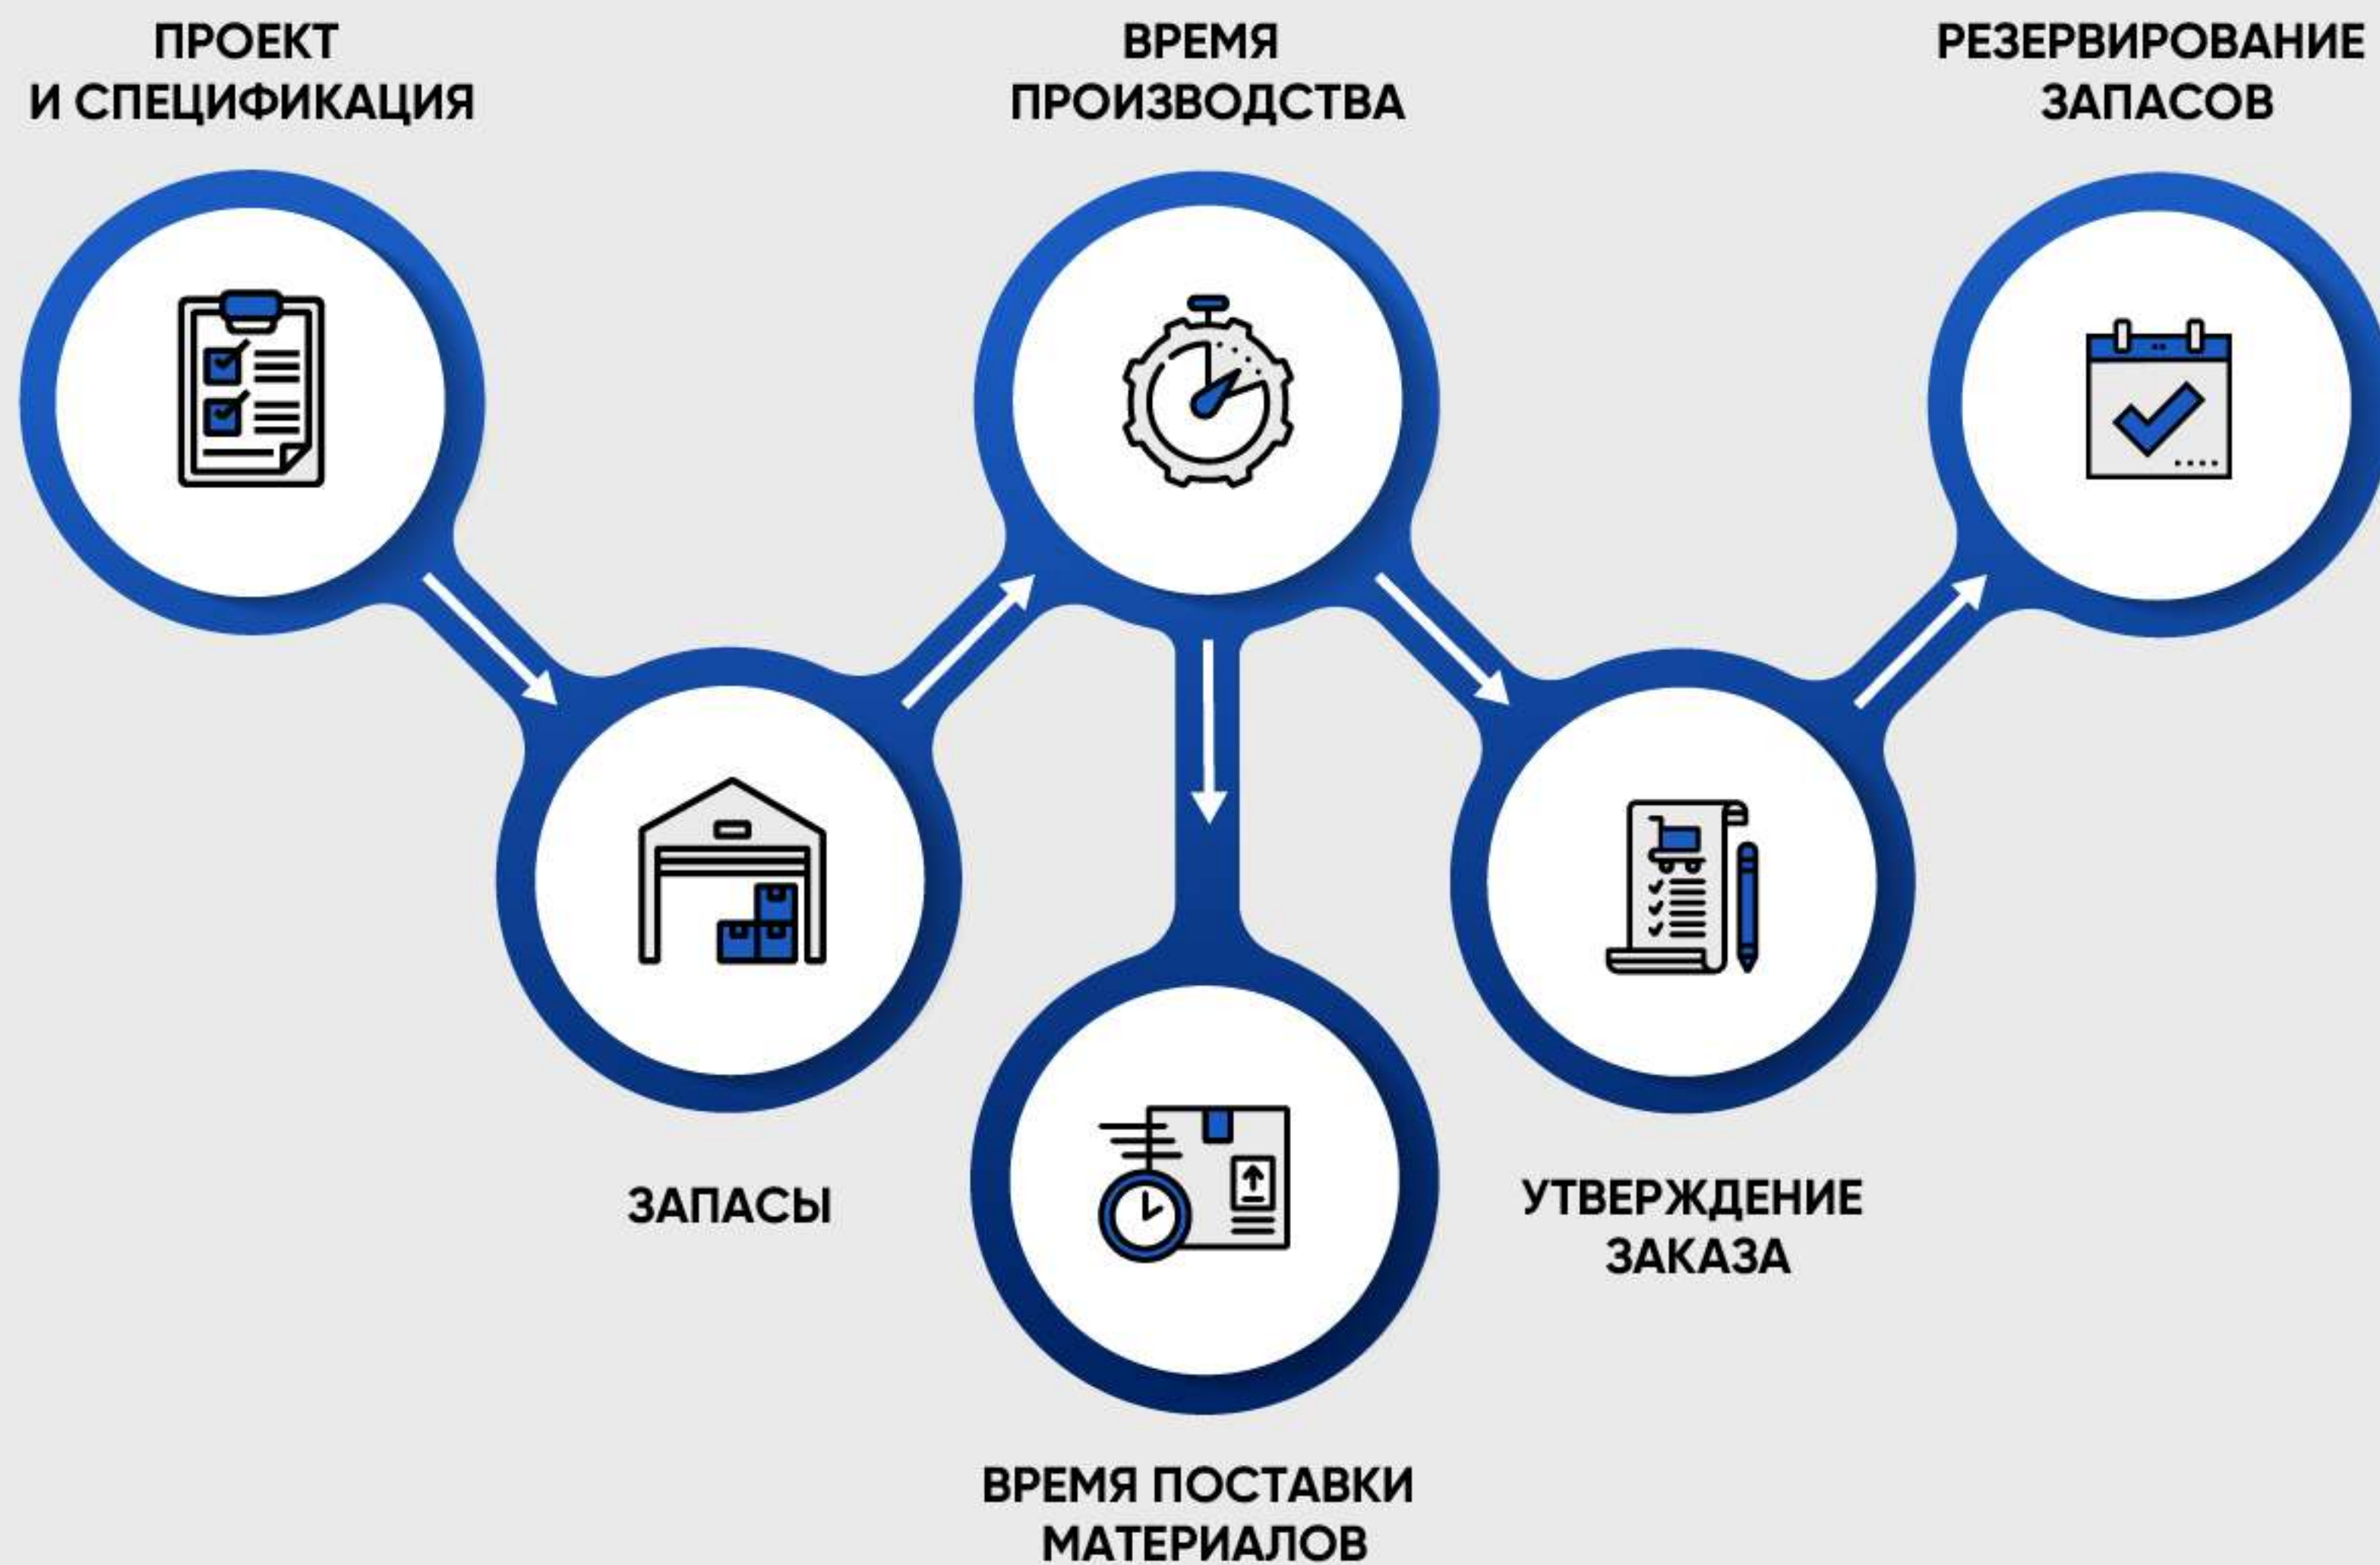 ПРОЕКТ
И СПЕЦИФИКАЦИЯ
ВРЕМЯ
ПРОИЗВОДСТВА
РЕЗЕРВИРОВАНИЕ
ЗАПАСОВ
ЗАПАСЫ
УТВЕРЖДЕНИЕ
ЗАКАЗА
ВРЕМЯ ПОСТАВКИ
МАТЕРИАЛОВ